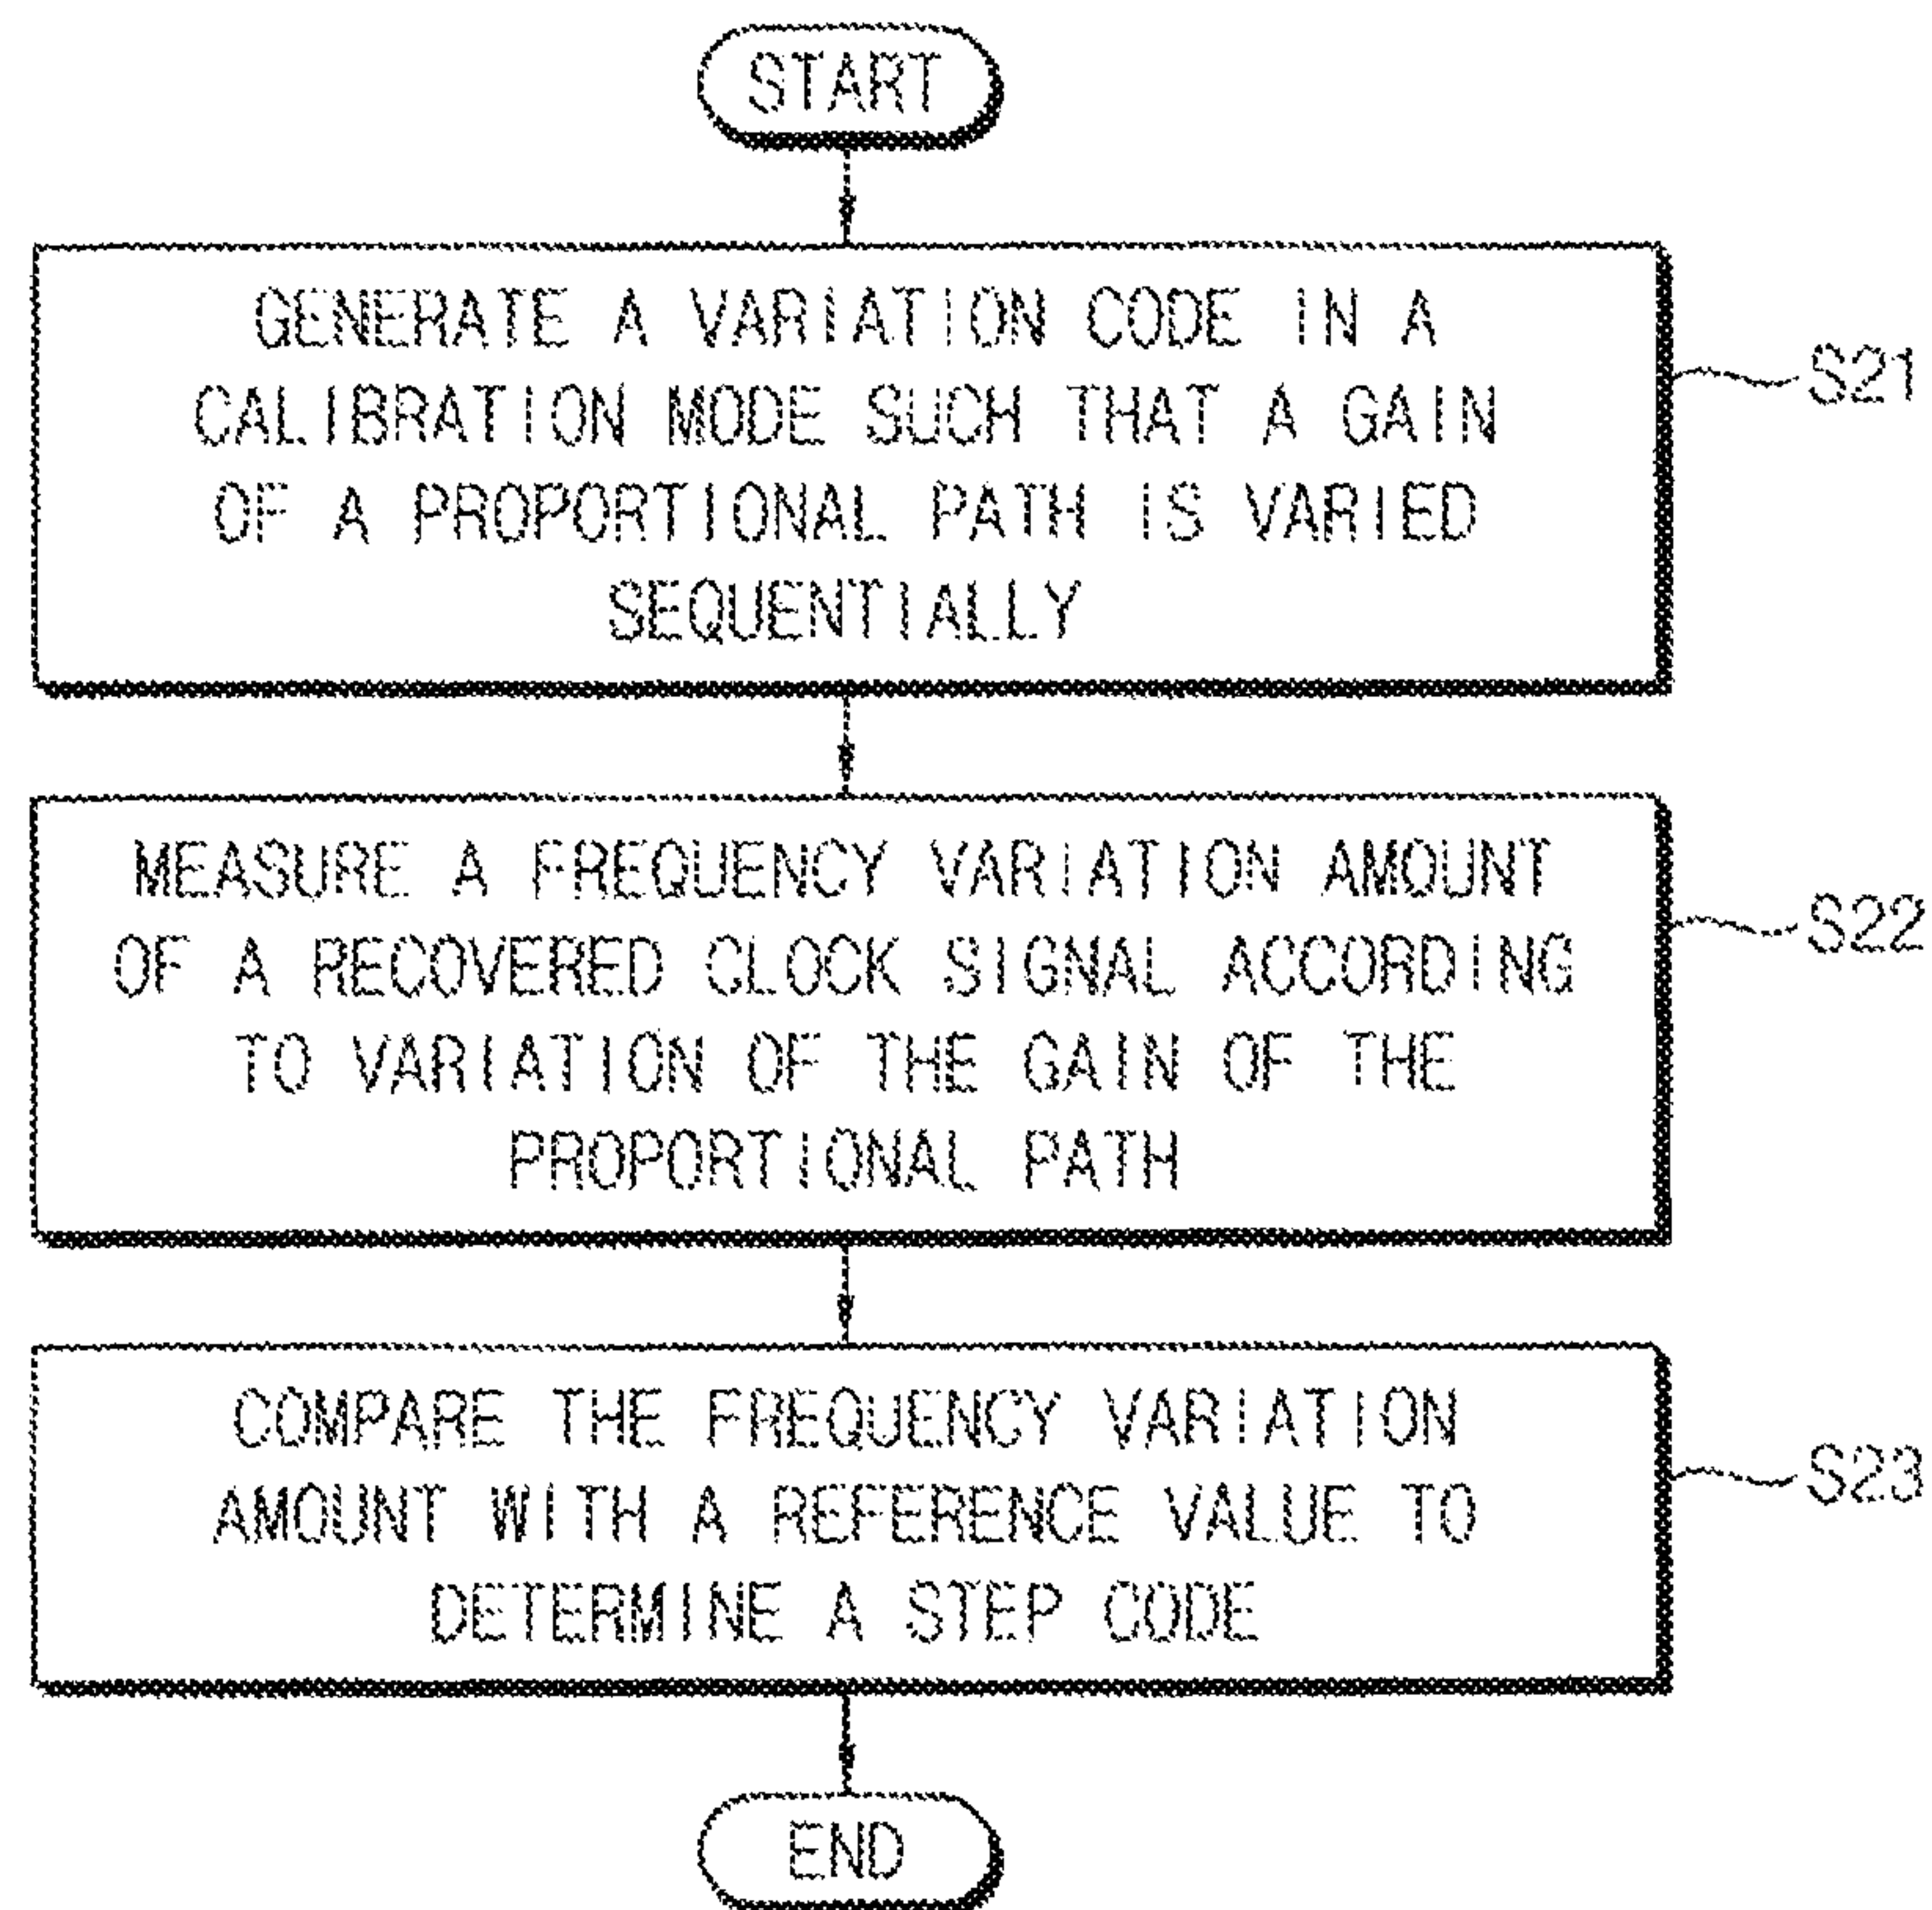 START
GENERATE A VARIATION CODE IN A
CALIBRATION MODE SUCH THAT A GAIN
OF A PROPORTIONAL PATH IS VARIED
SEQUENTIALLY
S21
MEASURE A FREQUENCY VARIATION AMOUNT
OF A RECOVERED CLOCK SIGNAL ACCORDING
TO VARIATION OF THE GAIN OF THE
PROPORTIONAL PATH
S22
COMPARE THE FREQUENCY VARIATION
AMOUNT WITH A REFERENCE VALUE TO
DETERMINE A STEP CODE
S23
END